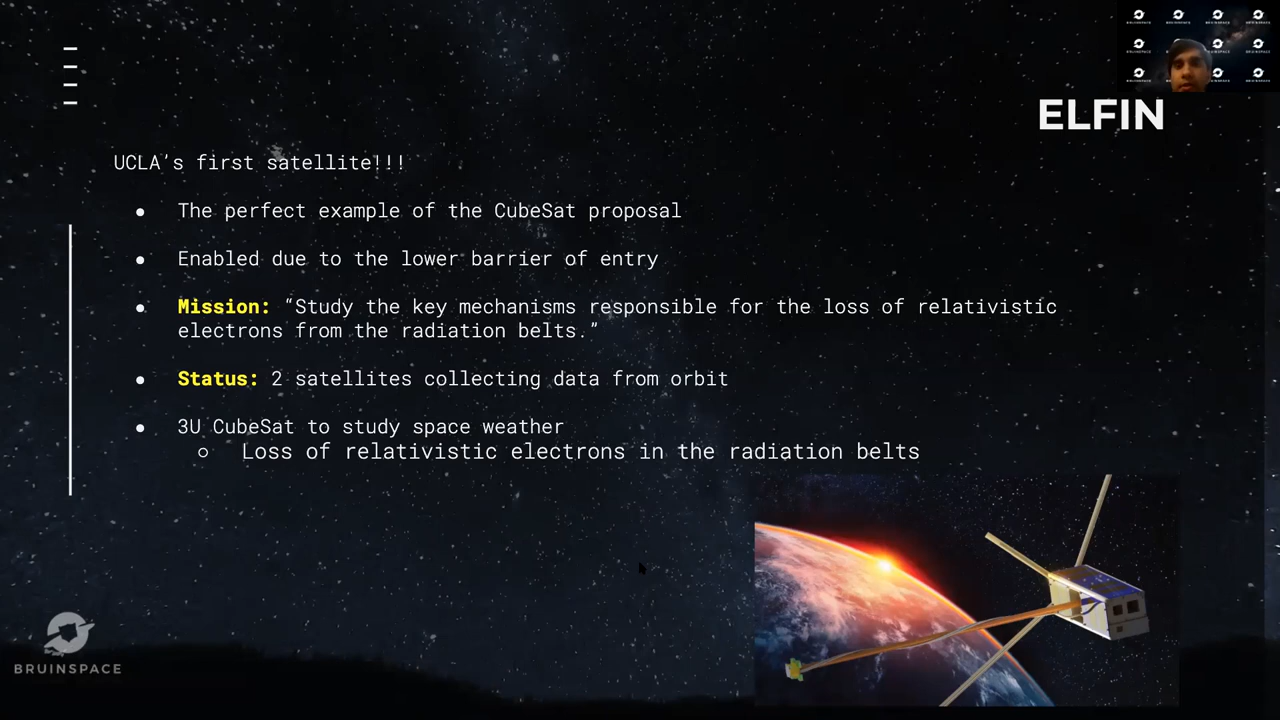 ELFIN
UCLA’s first satellite!!!
● The perfect example of the CubeSat proposal
● Enabled due to the lower barrier of entry
● Mission: “Study the key mechanisms responsible for the loss of relativistic
electrons from the radiation belts.”
● Status: 2 satellites collecting data from orbit
● 3U CubeSat to study space weather
○ Loss of relativistic electrons in the radiation belts
BRUINSPACE